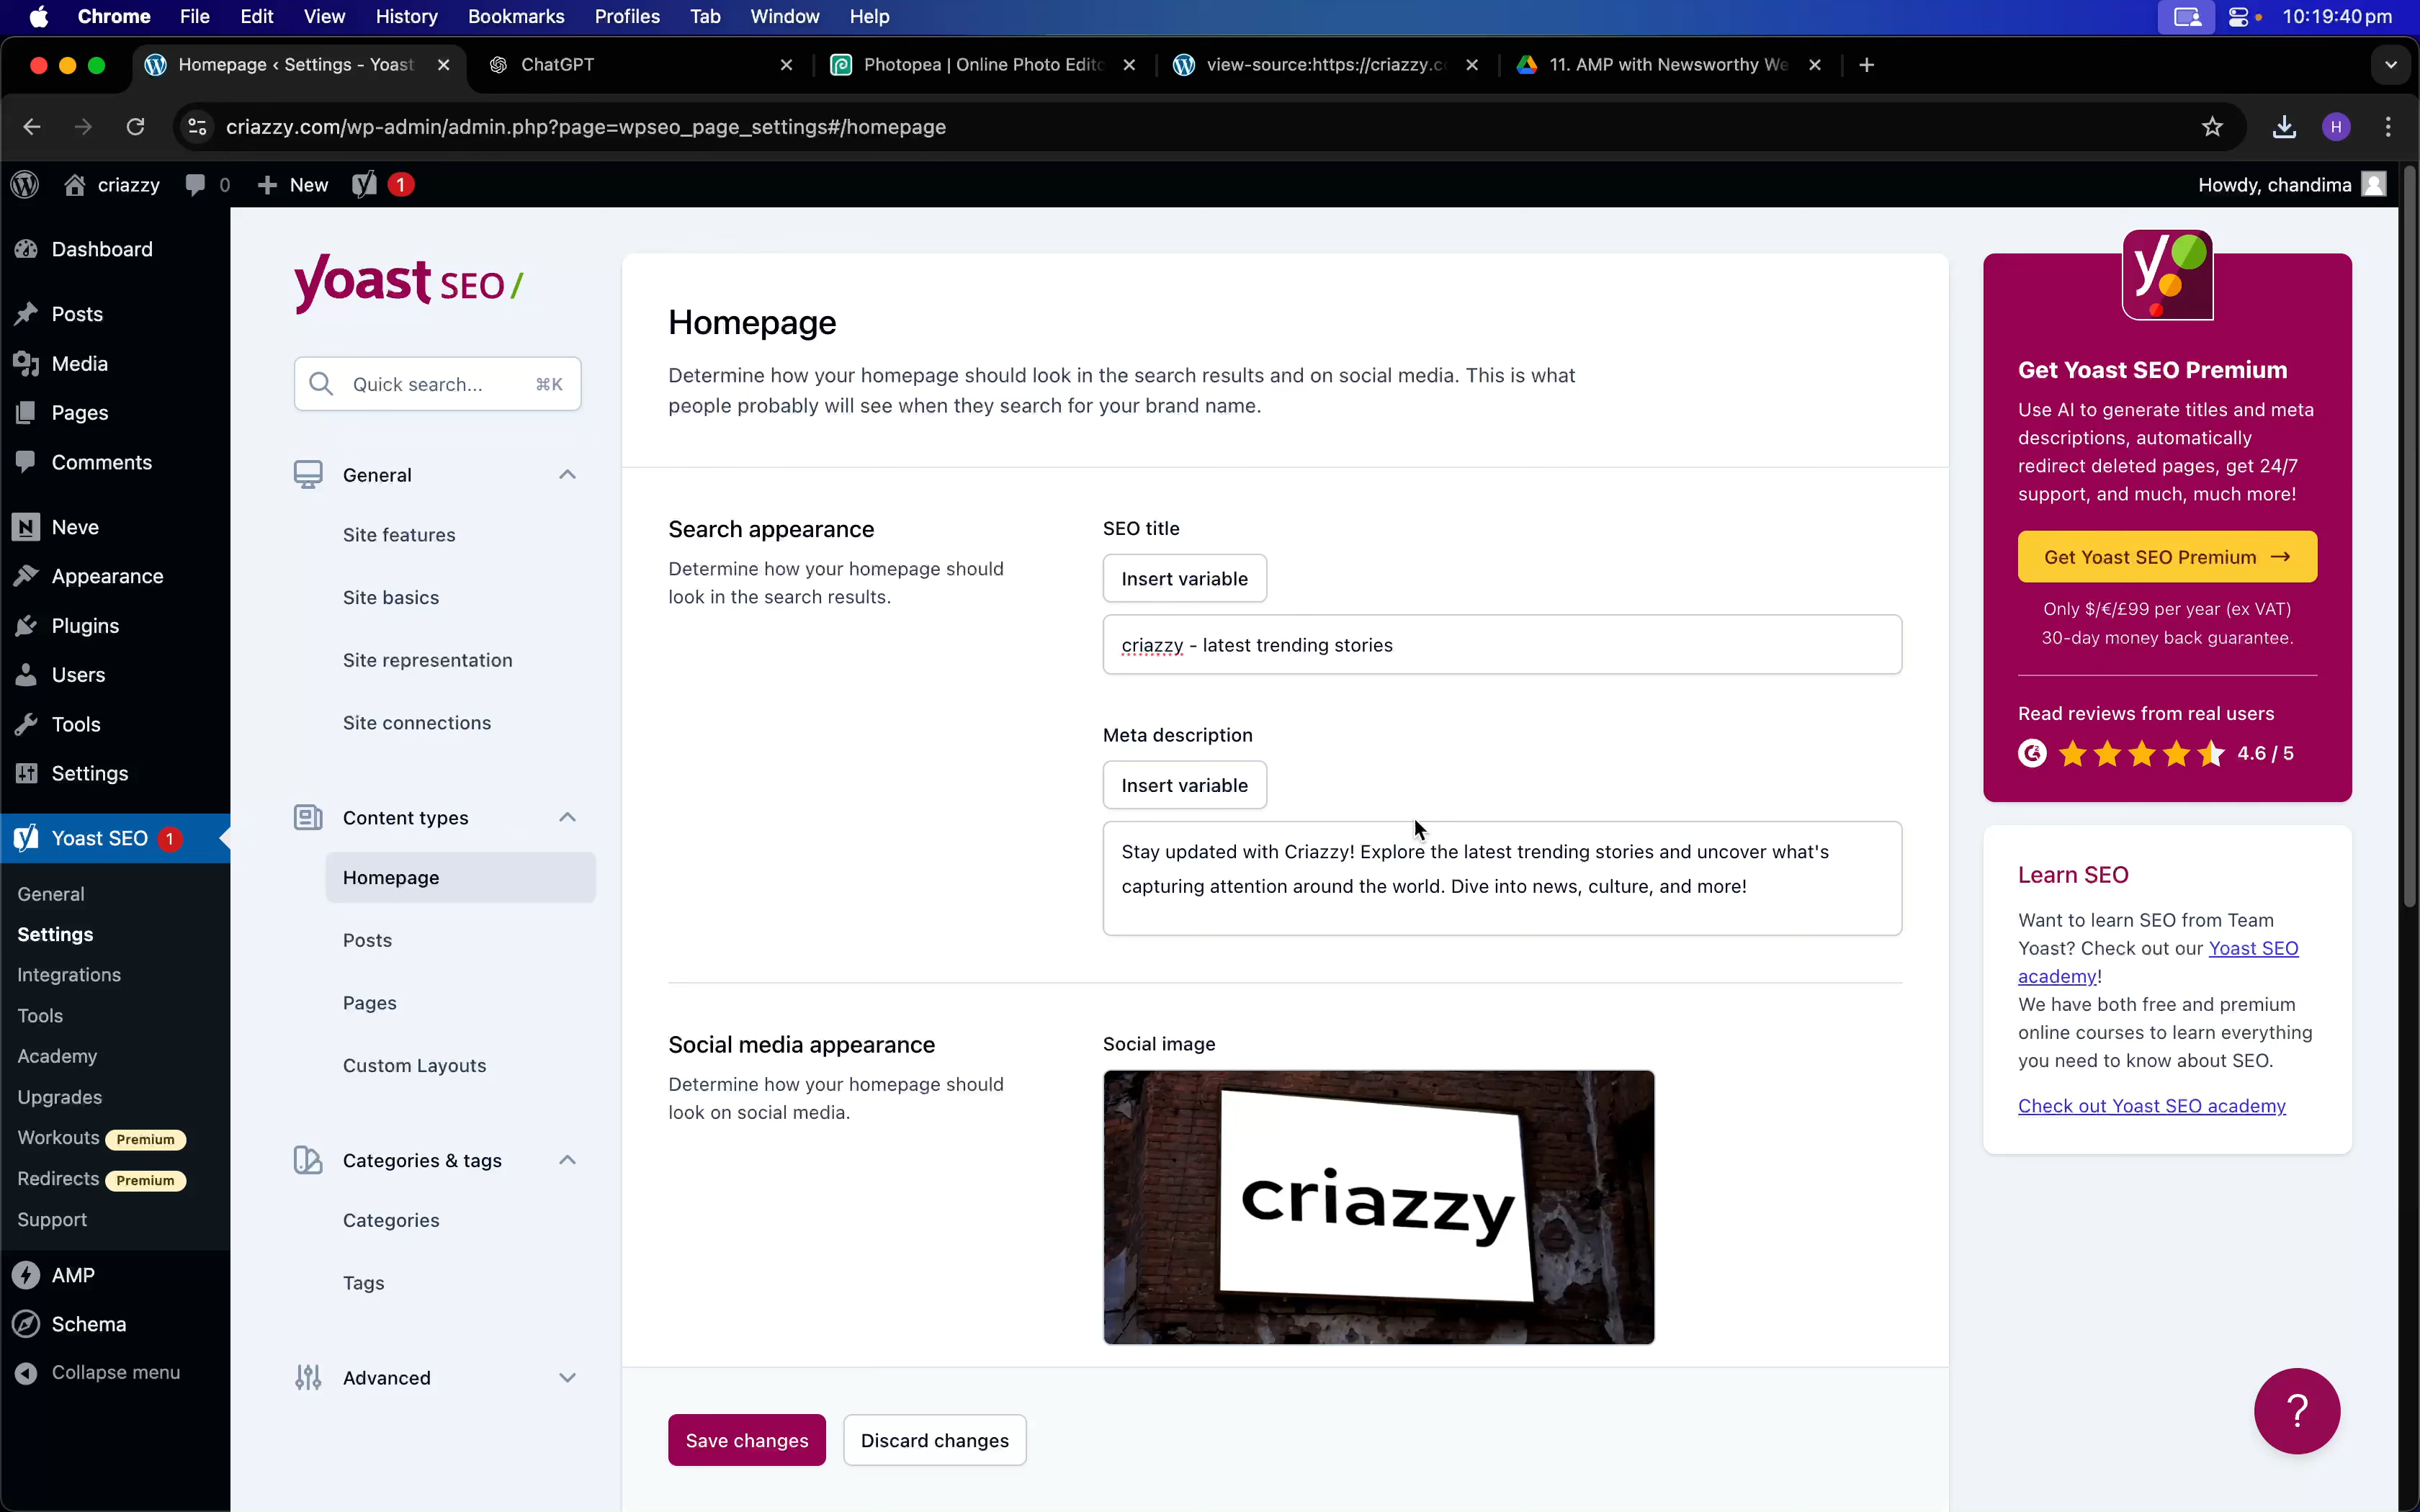 Chrome File Edit View History Bookmarks Profiles Tab Window Help 10:19:40 pm
Homepage ‹ Settings - Yoast ChatGPT Photopea | Online Photo Edito view-source:https://criazzy.c 11. AMP with Newsworthy We
criazzy.com/wp-admin/admin.php?page=wpseo_page_settings#/homepage H
criazzy 0 New 1 Howdy, chandima
Dashboard
Posts
Media
Pages
Comments
Neve
Appearance
Plugins
Users
Tools
Settings
Yoast SEO 1
General
Settings
Integrations
Tools
Academy
Upgrades
Workouts Premium
Redirects Premium
Support
AMP
Schema
Collapse menu
yoast SEO/
Quick search... ⌘K
General
Site features
Site basics
Site representation
Site connections
Content types
Homepage
Posts
Pages
Custom Layouts
Categories & tags
Categories
Tags
Advanced
Homepage
Determine how your homepage should look in the search results and on social media. This is what
people probably will see when they search for your brand name.
Search appearance
Determine how your homepage should
look in the search results.
SEO title
Insert variable
criazzy - latest trending stories
Meta description
Insert variable
Stay updated with Criazzy! Explore the latest trending stories and uncover what's
capturing attention around the world. Dive into news, culture, and more!
Social media appearance
Determine how your homepage should
look on social media.
Social image
criazzy
Save changes Discard changes
Get Yoast SEO Premium
Use AI to generate titles and meta
descriptions, automatically
redirect deleted pages, get 24/7
support, and much, much more!
Get Yoast SEO Premium →
Only $/€/£99 per year (ex VAT)
30-day money back guarantee.
Read reviews from real users
4.6 / 5
Learn SEO
Want to learn SEO from Team
Yoast? Check out our Yoast SEO
academy!
We have both free and premium
online courses to learn everything
you need to know about SEO.
Check out Yoast SEO academy
?